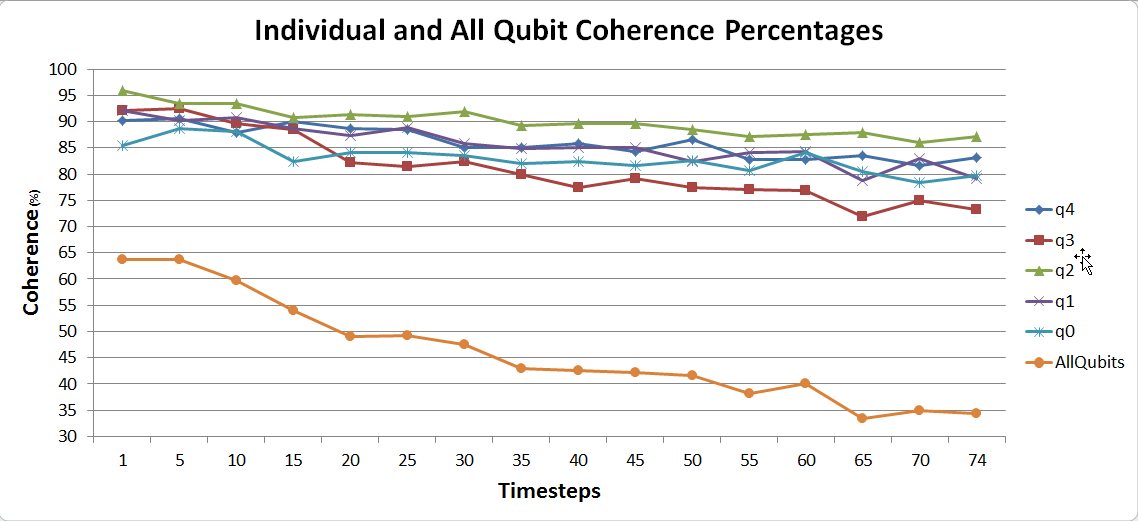 Individual and All Qubit Coherence Percentages
100
95
90
85
80
75
70
65
60
55
50
45
40
35
30
Coherence (%)
1 5 10 15 20 25 30 35 40 45 50 55 60 65 70 74
Timesteps
q4
q3
q2
q1
q0
AllQubits